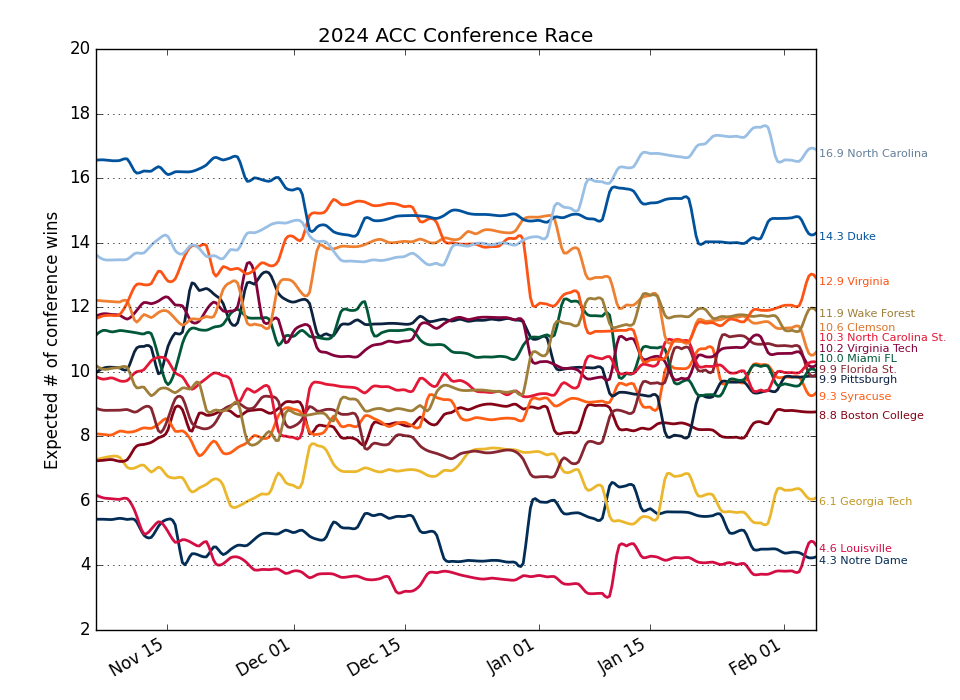 2024 ACC Conference Race
Expected # of conference wins
20
18
16
14
12
10
8
6
4
2
Nov 15
Dec 01
Dec 15
Jan 01
Jan 15
Feb 01
16.9 North Carolina
14.3 Duke
12.9 Virginia
11.9 Wake Forest
10.6 Clemson
10.3 North Carolina St.
10.2 Virginia Tech
10.0 Miami FL
9.9 Florida St.
9.9 Pittsburgh
9.3 Syracuse
8.8 Boston College
6.1 Georgia Tech
4.6 Louisville
4.3 Notre Dame